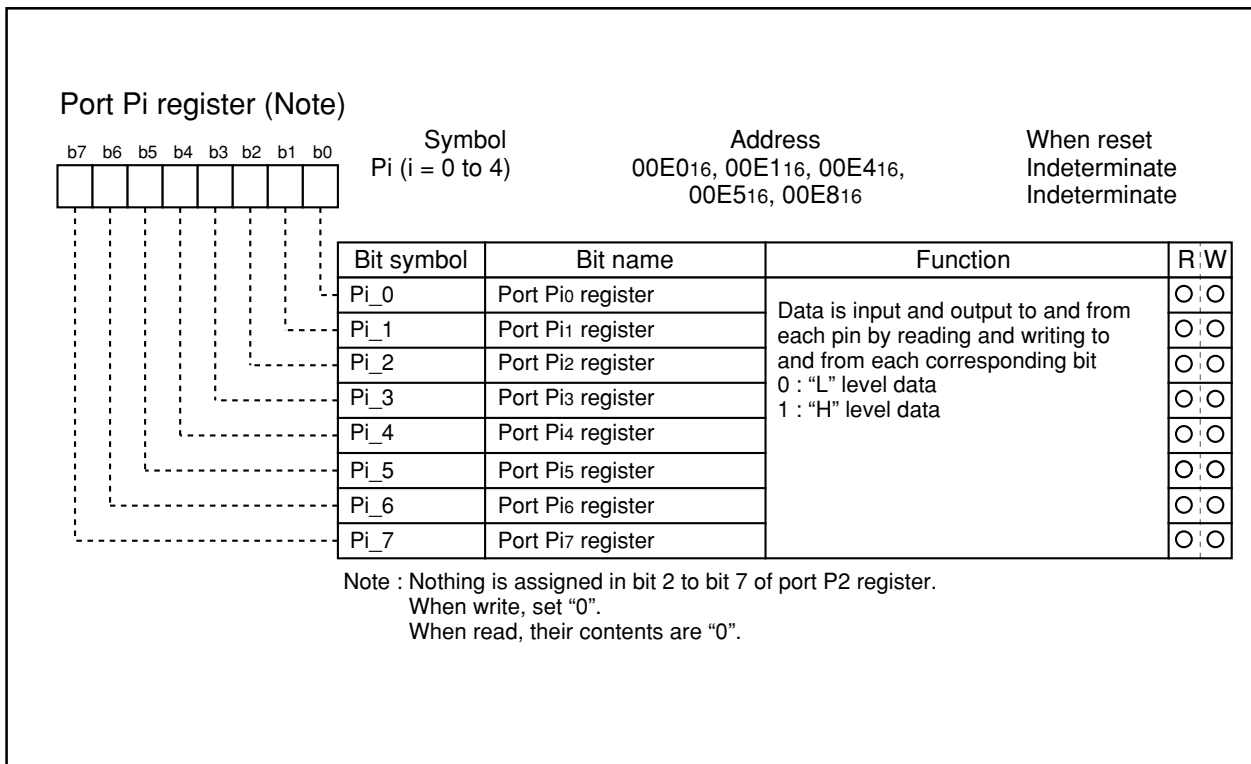 Port Pi register (Note)
b7 b6 b5 b4 b3 b2 b1 b0
Symbol Address When reset
Pi (i = 0 to 4) 00E016, 00E116, 00E416, Indeterminate
00E516, 00E816 Indeterminate
Bit symbol Bit name Function R W
Pi_0 Port Pi0 register
Pi_1 Port Pi1 register
Pi_2 Port Pi2 register
Pi_3 Port Pi3 register
Pi_4 Port Pi4 register
Pi_5 Port Pi5 register
Pi_6 Port Pi6 register
Pi_7 Port Pi7 register
Data is input and output to and from
each pin by reading and writing to
and from each corresponding bit
0 : “L” level data
1 : “H” level data
Note : Nothing is assigned in bit 2 to bit 7 of port P2 register.
When write, set “0”.
When read, their contents are “0”.